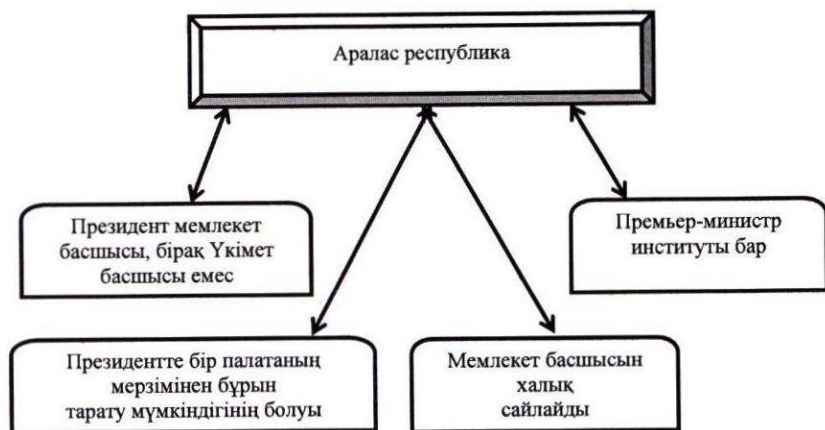 Аралас республика
Президент мемлекет
басшысы, бірақ Үкімет
басшысы емес
Премьер-министр
институты бар
Президентте бір палатаның
мерзімінен бұрын
тарату мүмкіндігінің болуы
Мемлекет басшысын
халық
сайлайды